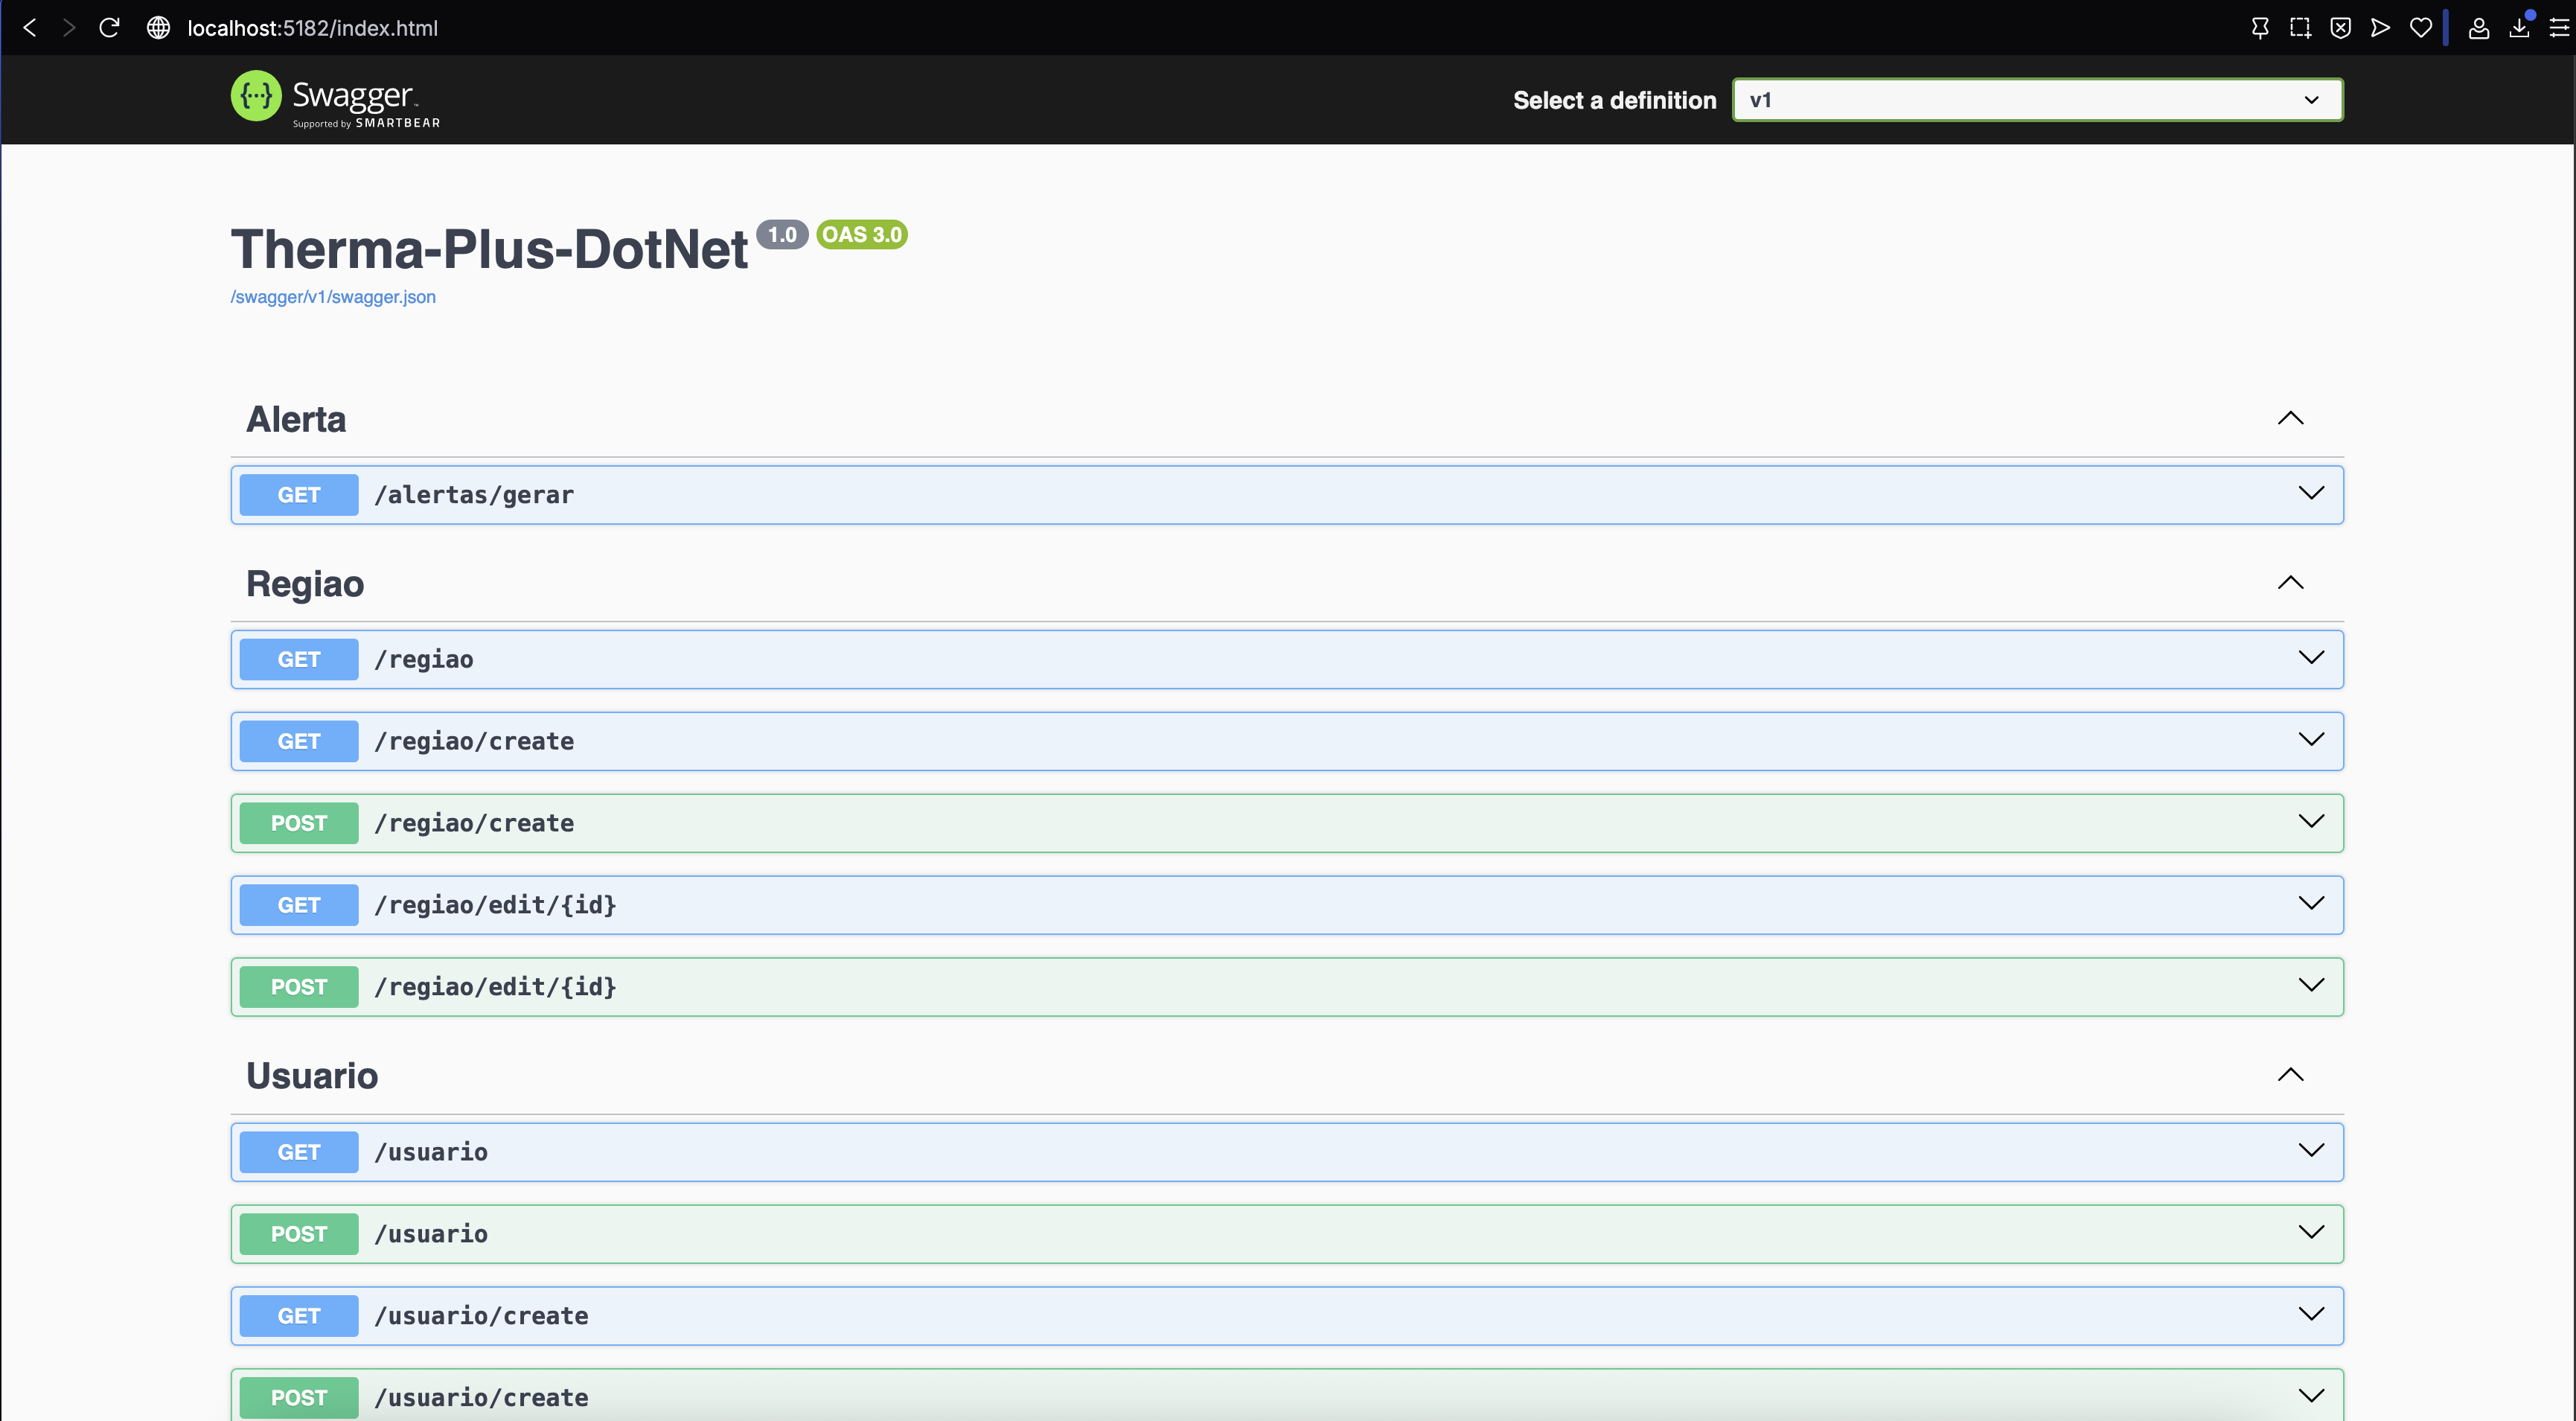 localhost:5182/index.html
{···} Swagger™
Supported by SMARTBEAR
Select a definition
v1
Therma-Plus-DotNet 1.0 OAS 3.0
/swagger/v1/swagger.json
Alerta
GET /alertas/gerar
Regiao
GET /regiao
GET /regiao/create
POST /regiao/create
GET /regiao/edit/{id}
POST /regiao/edit/{id}
Usuario
GET /usuario
POST /usuario
GET /usuario/create
POST /usuario/create